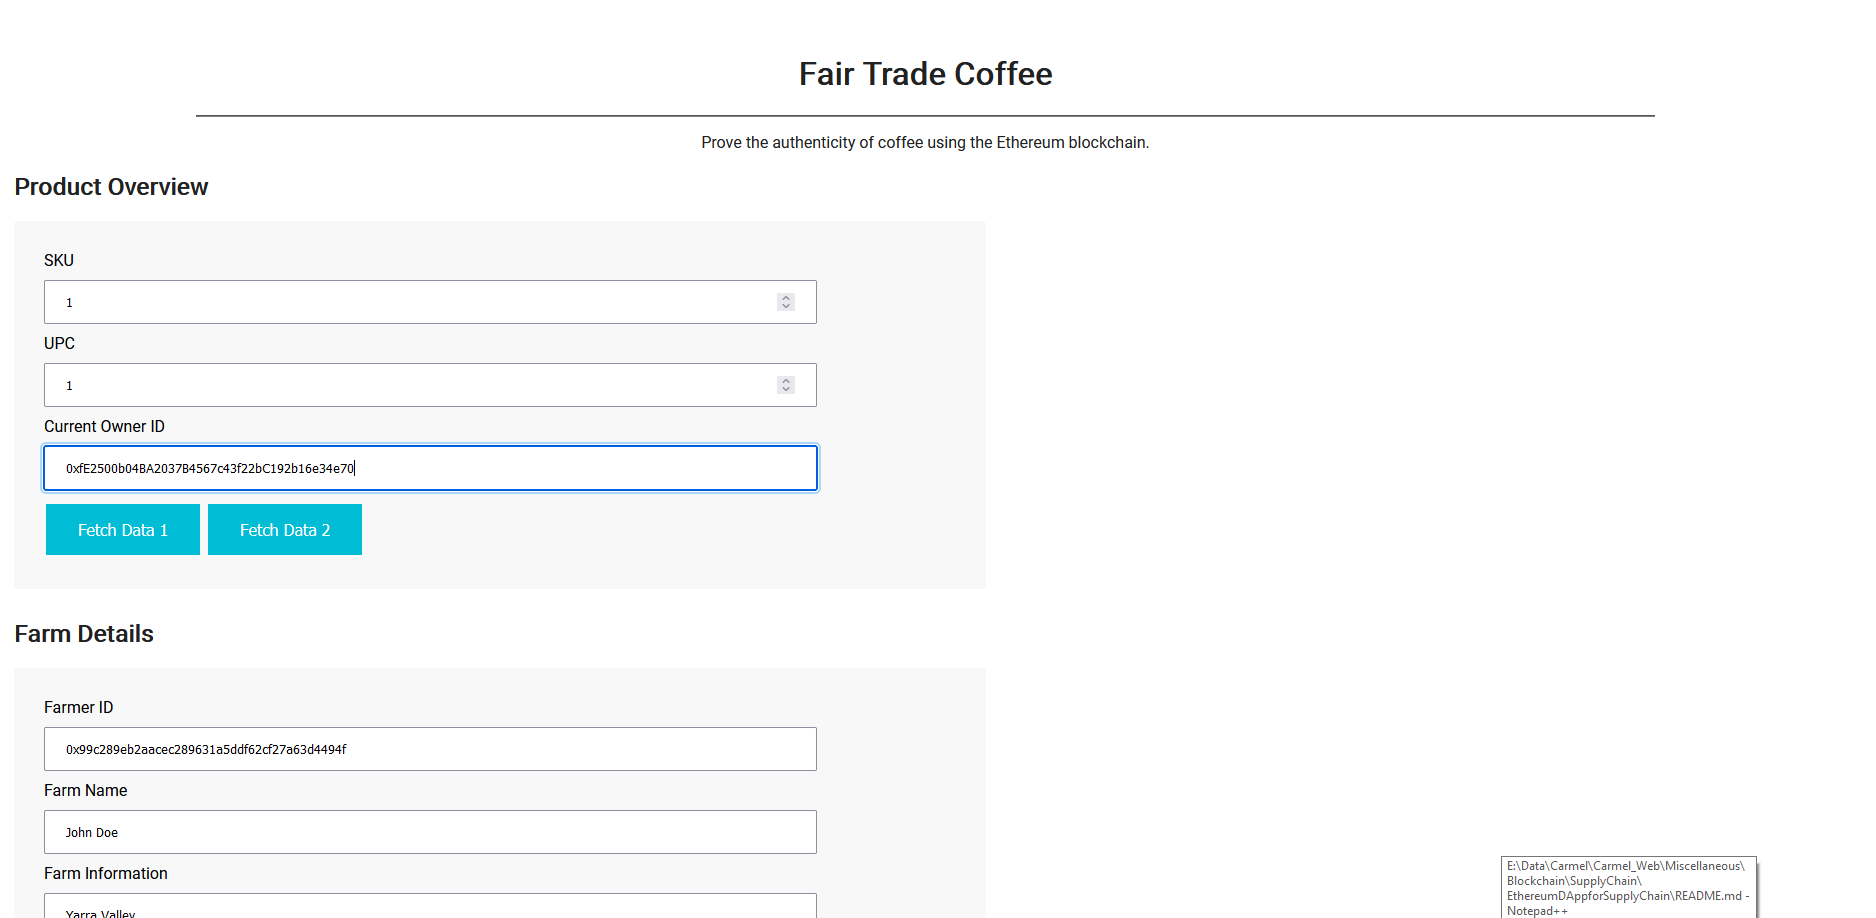 Fair Trade Coffee
Prove the authenticity of coffee using the Ethereum blockchain.
Product Overview
SKU
1
UPC
1
Current Owner ID
0xfE2500b04BA2037B4567c43f22bC192b16e34e70
Fetch Data 1 Fetch Data 2
Farm Details
Farmer ID
0x99c289eb2aacec289631a5ddf62cf27a63d4494f
Farm Name
John Doe
Farm Information
Yarra Valley
E:\Data\Carmel\Carmel_Web\Miscellaneous\
Blockchain\SupplyChain\
EthereumDAppforSupplyChain\README.md -
Notepad++